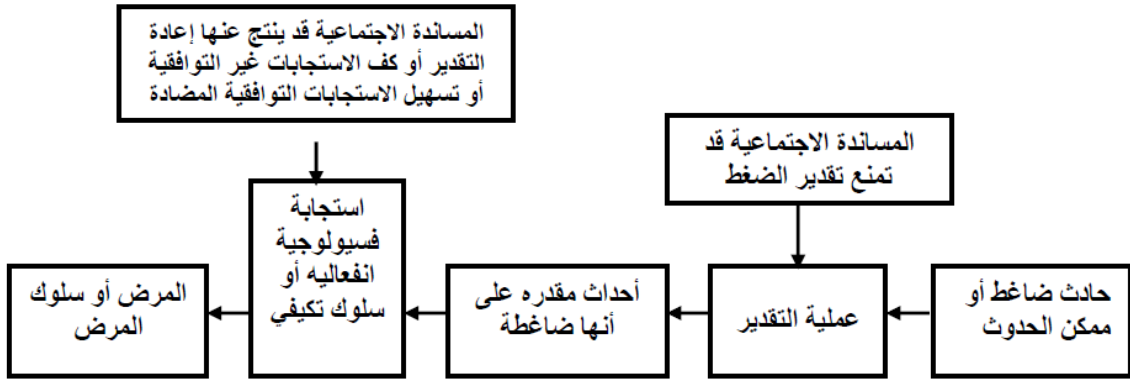 المساندة الاجتماعية قد ينتج عنها إعادة
التقدير أو كف الاستجابات غير التوافقية
أو تسهيل الاستجابات التوافقية المضادة
المساندة الاجتماعية قد
تمنع تقدير الضغط
حادث ضاغط أو
ممكن الحدوث
عملية التقدير
أحداث مقدره على
أنها ضاغطة
استجابة
فسيولوجية
انفعاليه أو
سلوك تكيفي
المرض أو سلوك
المرض